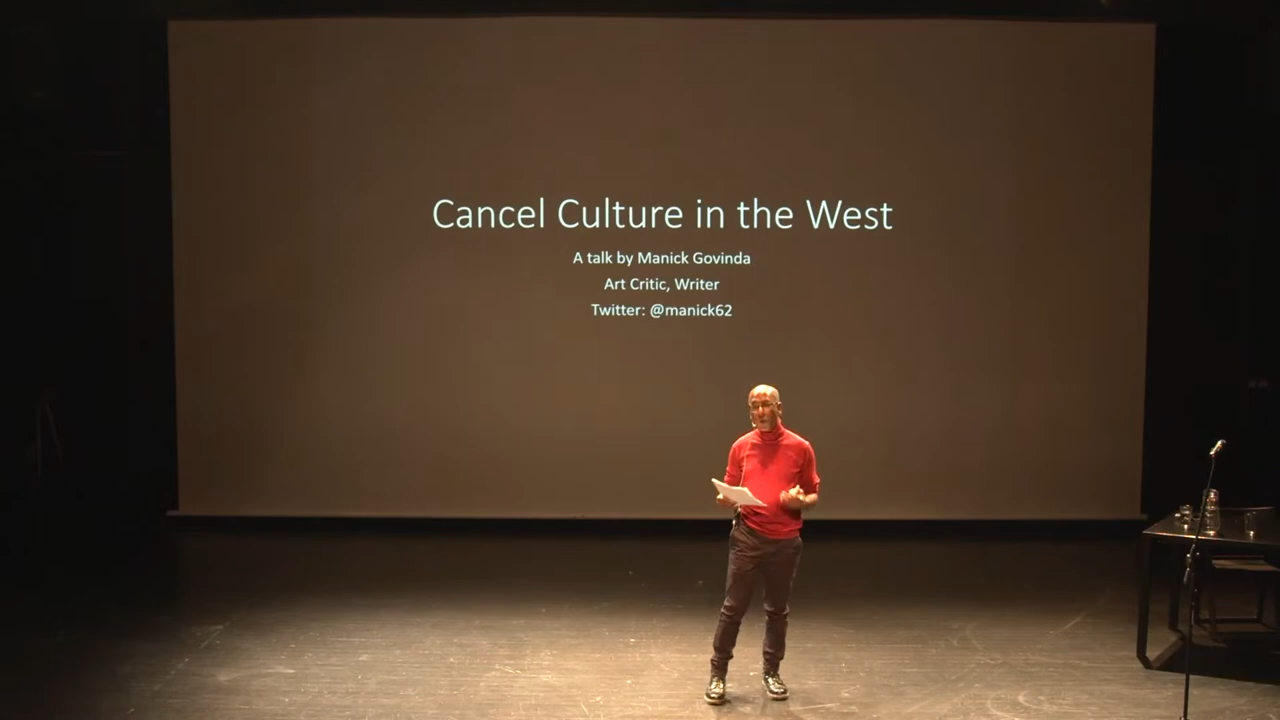 Cancel Culture in the West
A talk by Manick Govinda
Art Critic, Writer
Twitter: @manick62